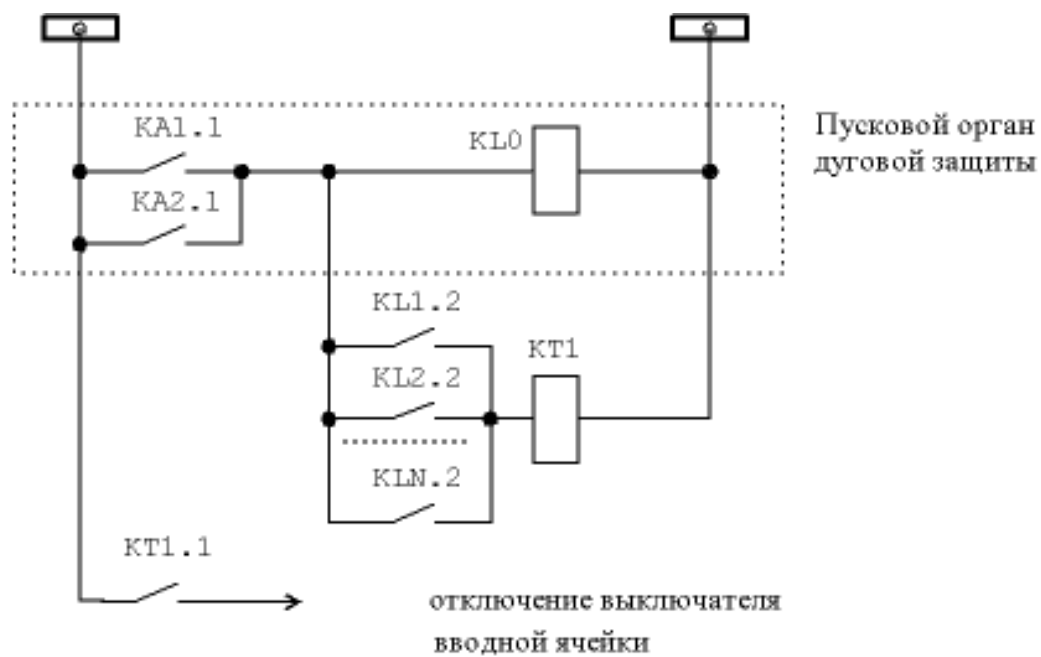 KA1.1
KL0
Пусковой орган
дуговой защиты
KA2.1
KL1.2
KT1
KL2.2
KLN.2
KT1.1
отключение выключателя
вводной ячейки